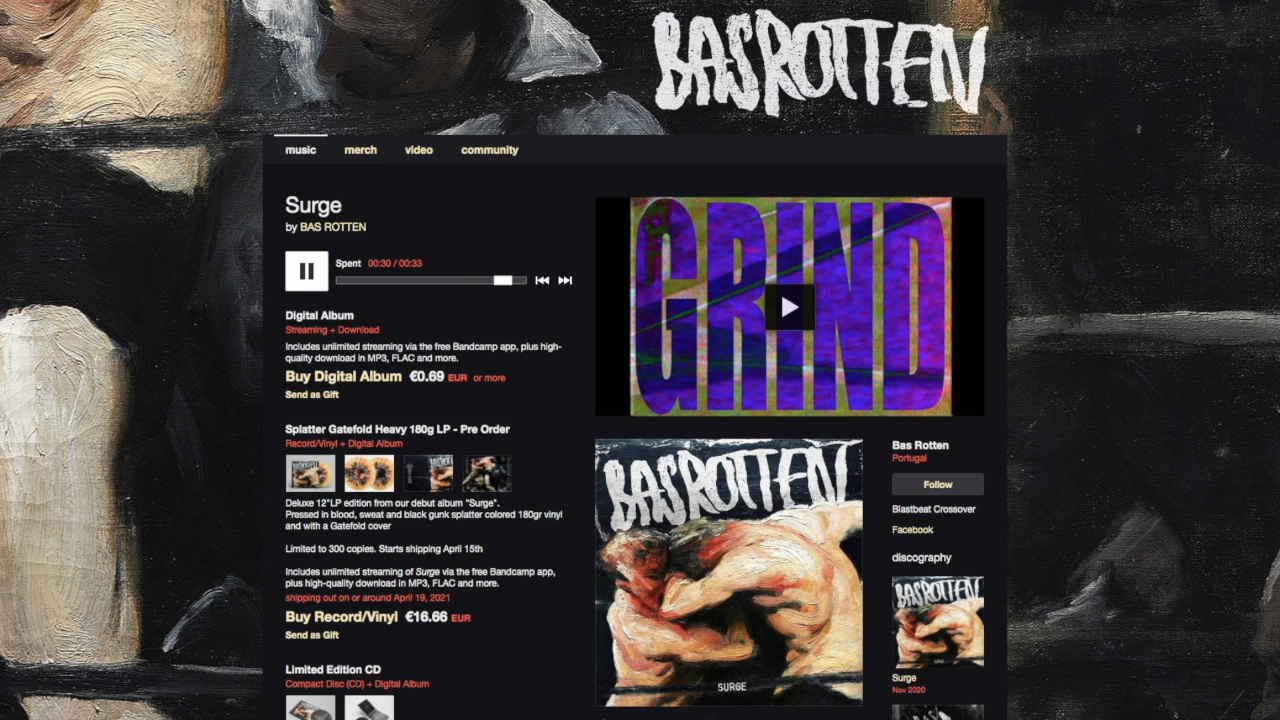 BASROTTEN
music merch video community
Surge
by BAS ROTTEN
Spent 00:30 / 00:33
Digital Album
Streaming + Download
Includes unlimited streaming via the free Bandcamp app, plus high-
quality download in MP3, FLAC and more.
Buy Digital Album €0.69 EUR or more
Send as Gift
Splatter Gatefold Heavy 180g LP - Pre Order
Record/Vinyl + Digital Album
Deluxe 12"LP edition from our debut album "Surge".
Pressed in blood, sweat and black gunk splatter colored 180gr vinyl
and with a Gatefold cover
Limited to 300 copies. Starts shipping April 15th
Includes unlimited streaming of Surge via the free Bandcamp app,
plus high-quality download in MP3, FLAC and more.
shipping out on or around April 19, 2021
Buy Record/Vinyl €16.66 EUR
Send as Gift
Limited Edition CD
Compact Disc (CD) + Digital Album
GRIND
BASROTTEN
SURGE
Bas Rotten
Portugal
Follow
Blastbeat Crossover
Facebook
discography
BASROTTEN
Surge
Nov 2020